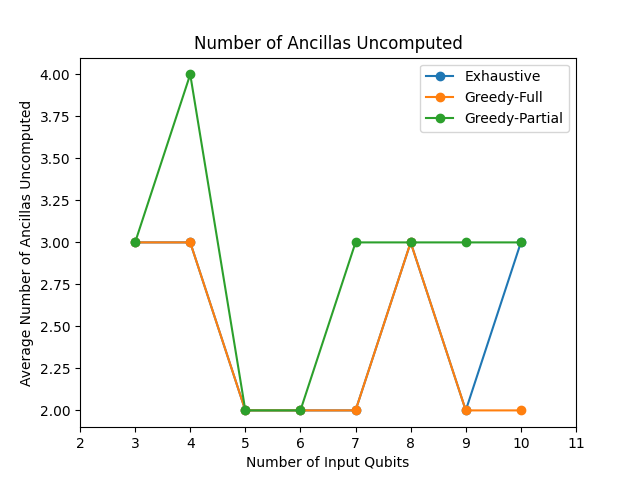 Number of Ancillas Uncomputed
Exhaustive
Greedy-Full
Greedy-Partial
Average Number of Ancillas Uncomputed
4.00
3.75
3.50
3.25
3.00
2.75
2.50
2.25
2.00
2 3 4 5 6 7 8 9 10 11
Number of Input Qubits